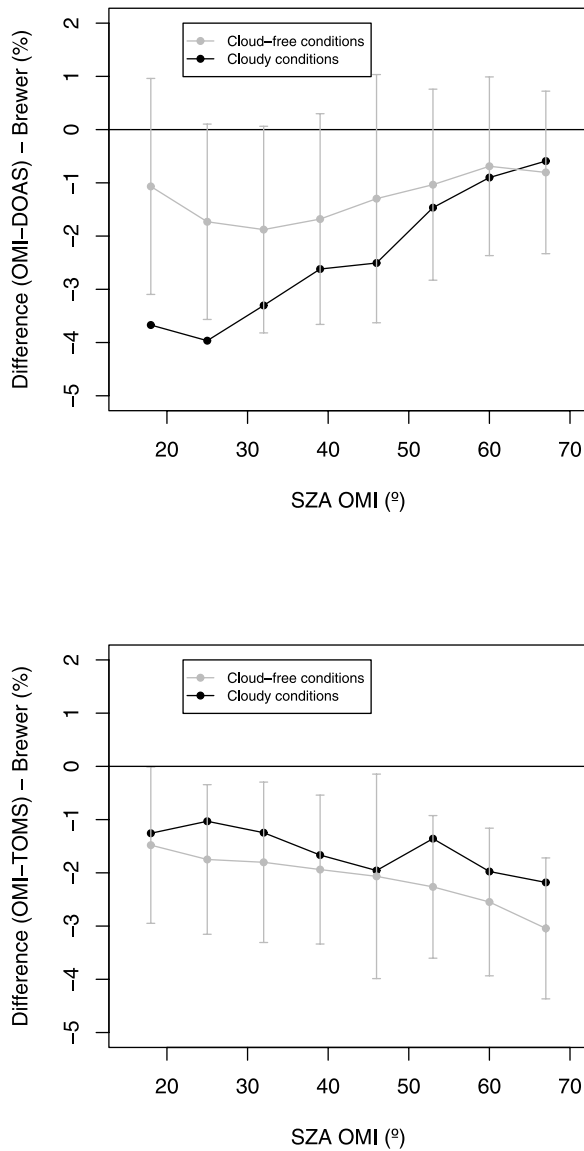 Difference (OMI−DOAS) − Brewer (%)
2
1
0
−1
−2
−3
−4
−5
Cloud−free conditions
Cloudy conditions
20 30 40 50 60 70
SZA OMI (º)
Difference (OMI−TOMS) − Brewer (%)
2
1
0
−1
−2
−3
−4
−5
Cloud−free conditions
Cloudy conditions
20 30 40 50 60 70
SZA OMI (º)